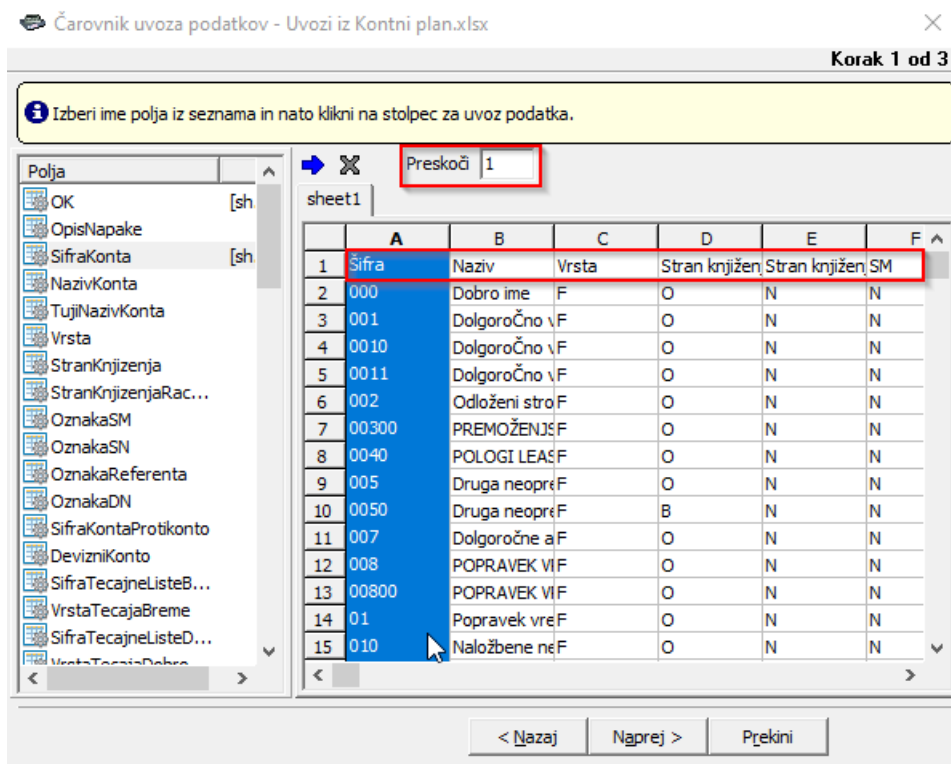 Čarovnik uvoza podatkov - Uvozi iz Kontni plan.xlsx
Korak 1 od 3
Izberi ime polja iz seznama in nato klikni na stolpec za uvoz podatka.
Polja
OK [sh
OpisNapake
SifraKonta [sh
NazivKonta
TujiNazivKonta
Vrsta
StranKnjizenja
StranKnjizenjaRac...
OznakaSM
OznakaSN
OznakaReferenta
OznakaDN
SifraKontaProtikonto
DevizniKonto
SifraTecajneListeB...
VrstaTecajaBreme
SifraTecajneListeD...
VrstaTecajaDobro
Preskoči 1
sheet1
A B C D E F
1 Šifra Naziv Vrsta Stran knjižen Stran knjižen SM
2 000 Dobro ime F O N N
3 001 DolgoroČno v F O N N
4 0010 DolgoroČno v F O N N
5 0011 DolgoroČno v F O N N
6 002 Odloženi stro F O N N
7 00300 PREMOŽENJS F O N N
8 0040 POLOGI LEAS F O N N
9 005 Druga neopre F O N N
10 0050 Druga neopre F B N N
11 007 Dolgoročne a F O N N
12 008 POPRAVEK V F O N N
13 00800 POPRAVEK V F O N N
14 01 Popravek vre F O N N
15 010 Naložbene ne F O N N
< Nazaj
Naprej >
Prekini